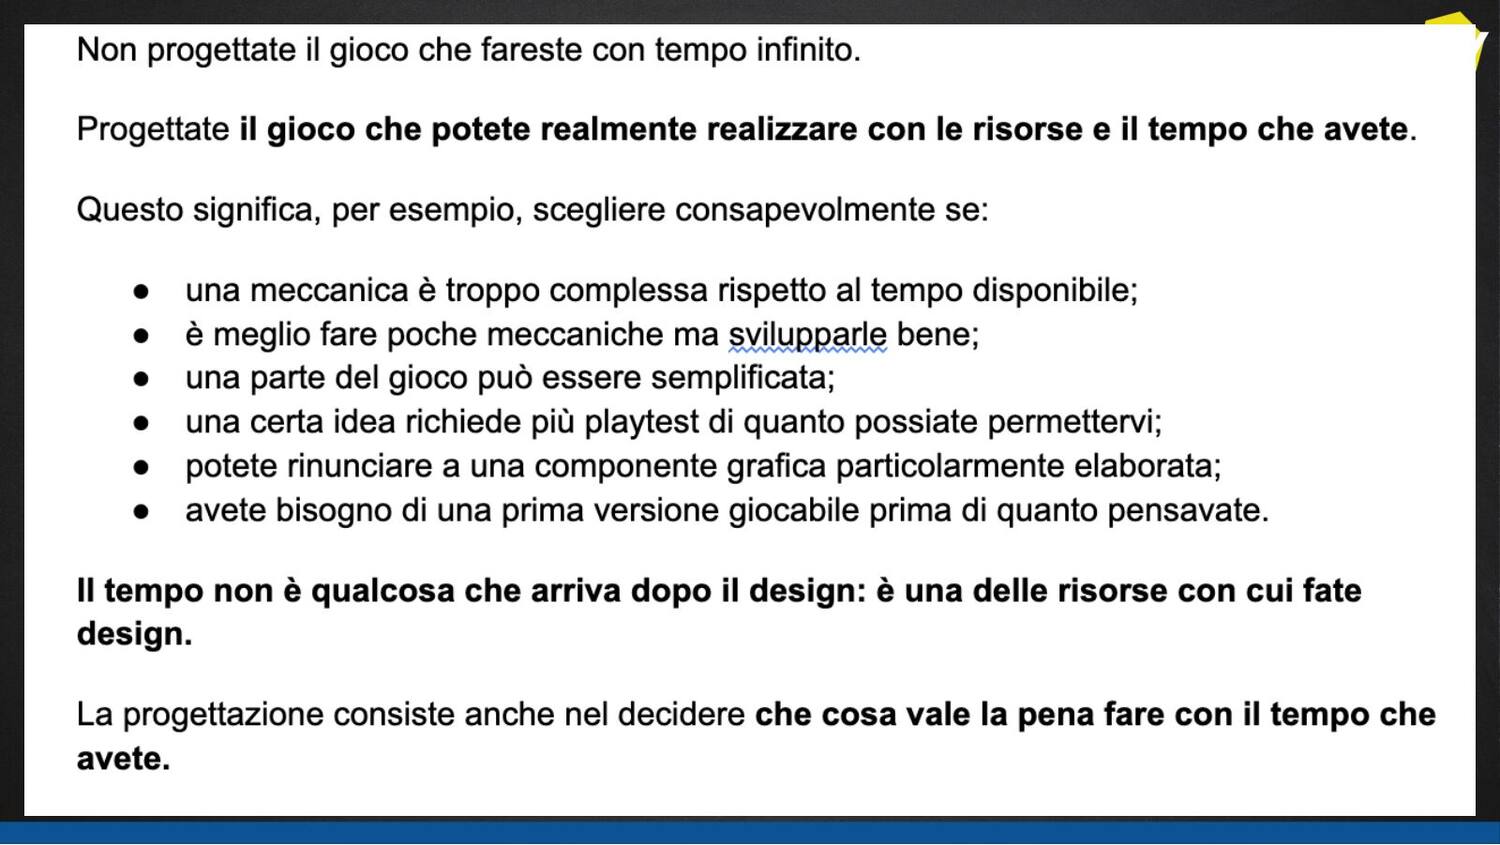 Non progettate il gioco che fareste con tempo infinito.
Progettate il gioco che potete realmente realizzare con le risorse e il tempo che avete.
Questo significa, per esempio, scegliere consapevolmente se:
● una meccanica è troppo complessa rispetto al tempo disponibile;
● è meglio fare poche meccaniche ma svilupparle bene;
● una parte del gioco può essere semplificata;
● una certa idea richiede più playtest di quanto possiate permettervi;
● potete rinunciare a una componente grafica particolarmente elaborata;
● avete bisogno di una prima versione giocabile prima di quanto pensavate.
Il tempo non è qualcosa che arriva dopo il design: è una delle risorse con cui fate
design.
La progettazione consiste anche nel decidere che cosa vale la pena fare con il tempo che
avete.